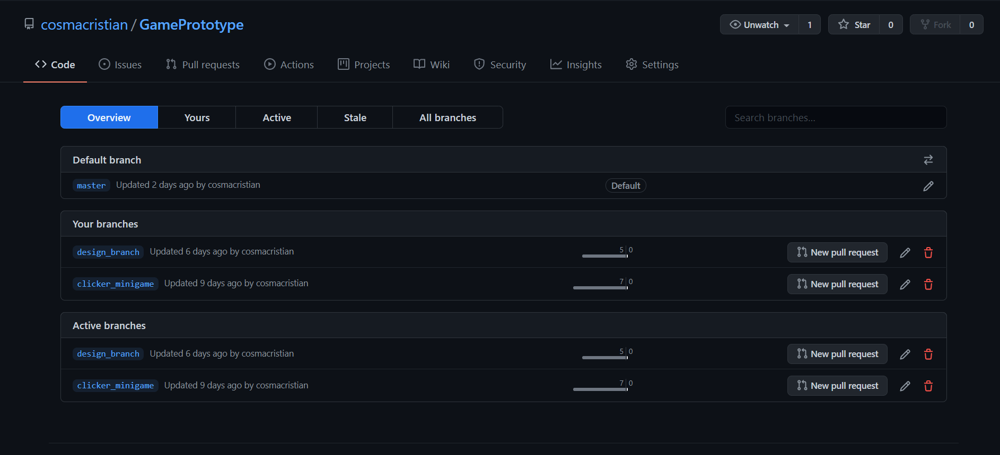 cosmacristian / GamePrototype
Unwatch 1 Star 0 Fork 0
Code Issues Pull requests Actions Projects Wiki Security Insights Settings
Overview Yours Active Stale All branches Search branches...
Default branch
master Updated 2 days ago by cosmacristian Default
Your branches
design_branch Updated 6 days ago by cosmacristian 5 0 New pull request
clicker_minigame Updated 9 days ago by cosmacristian 7 0 New pull request
Active branches
design_branch Updated 6 days ago by cosmacristian 5 0 New pull request
clicker_minigame Updated 9 days ago by cosmacristian 7 0 New pull request